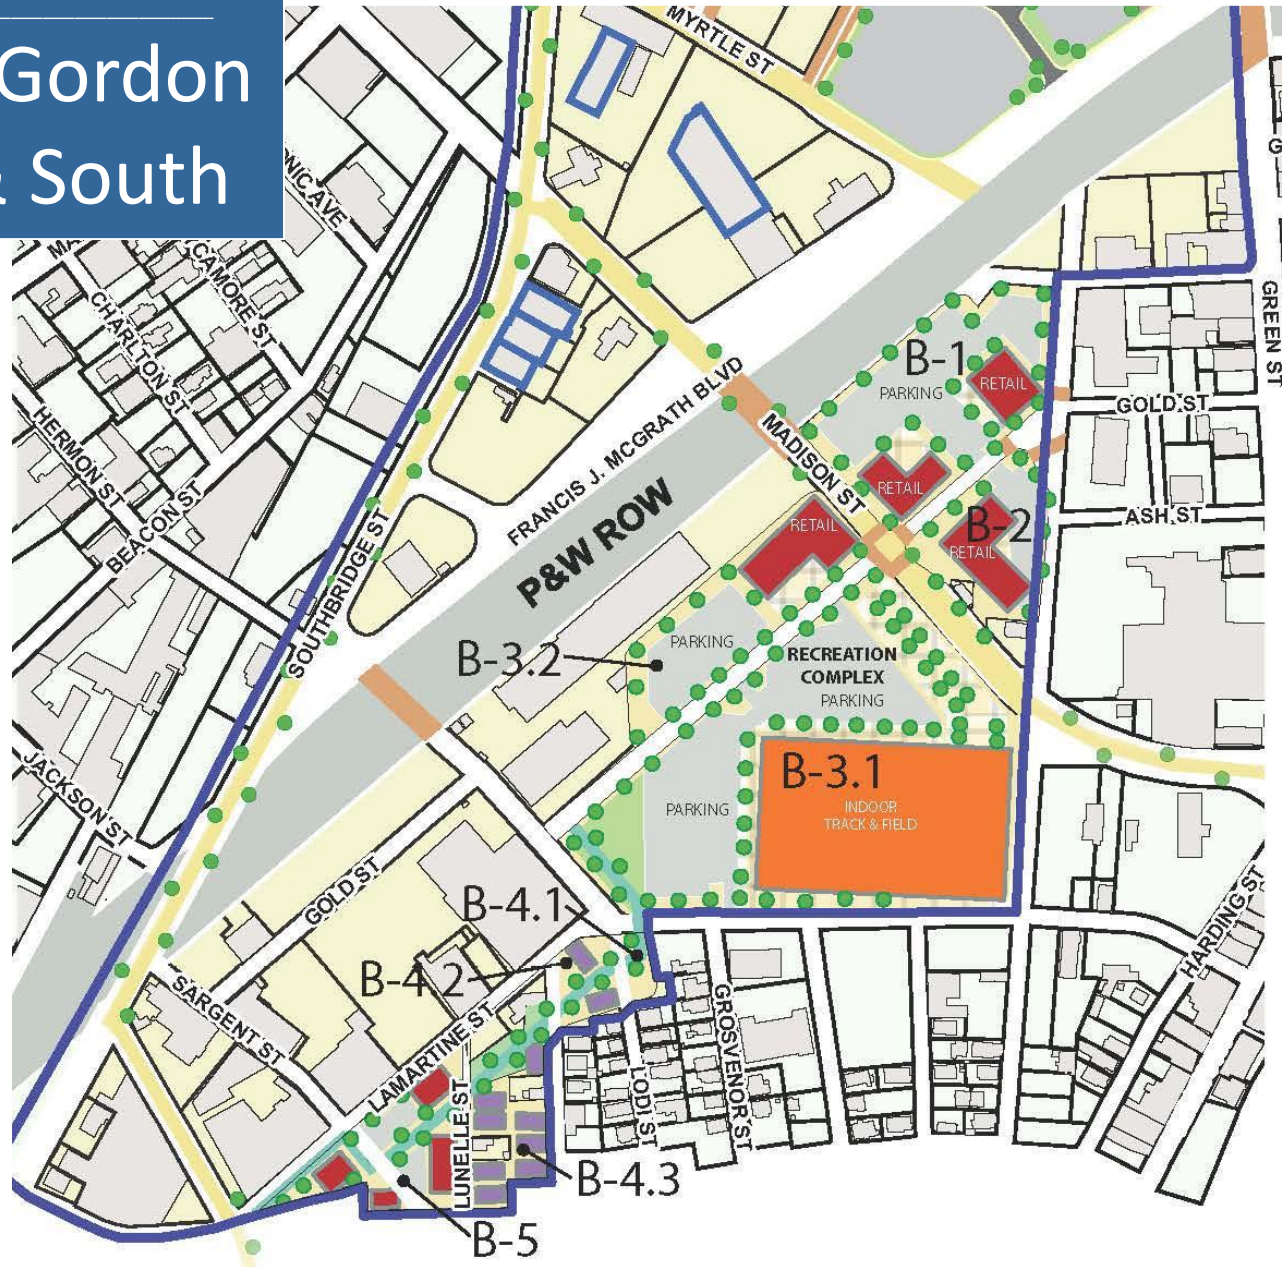 Gordon
& South
MYRTLE ST
ONIC AVE
CAMORE ST
CHARLTON ST
HERMON ST
BEACON ST
SOUTHBRIDGE ST
JACKSON ST
FRANCIS J. MCGRATH BLVD
P&W ROW
MADISON ST
B-1
PARKING
RETAIL
RETAIL
RETAIL
B-2
RETAIL
GREEN ST
GOLD ST
ASH ST
B-3.2
PARKING
RECREATION
COMPLEX
PARKING
B-3.1
INDOOR
TRACK & FIELD
PARKING
GOLD ST
B-4.1
B-4.2
SARGENT ST
LAMARTINE ST
LUNELLE ST
LODI ST
GROSVENOR ST
HARDING ST
B-4.3
B-5